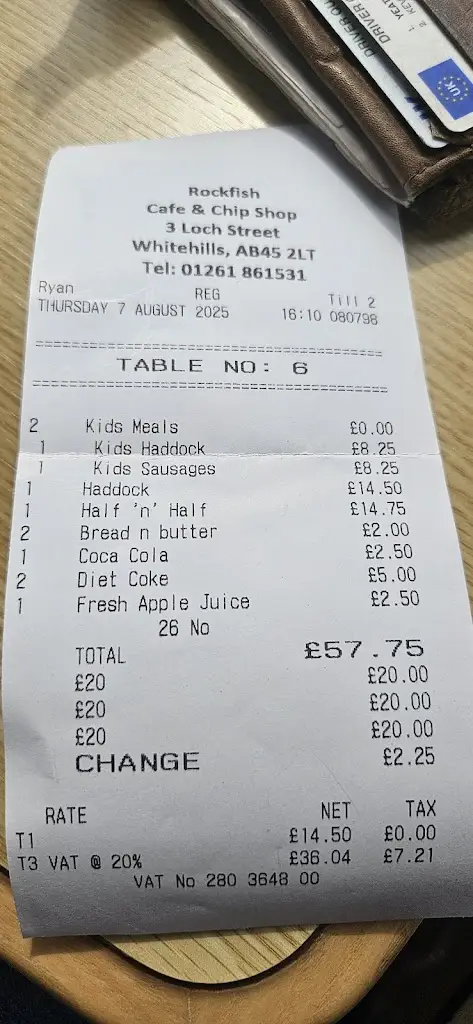 DRIVER
DRIVER
UK
Rockfish
Cafe & Chip Shop
3 Loch Street
Whitehills, AB45 2LT
Tel: 01261 861531
Ryan REG Till 2
THURSDAY 7 AUGUST 2025 16:10 080798
TABLE NO: 6
2 Kids Meals £0.00
1 Kids Haddock £8.25
1 Kids Sausages £8.25
1 Haddock £14.50
1 Half 'n' Half £14.75
2 Bread n butter £2.00
1 Coca Cola £2.50
2 Diet Coke £5.00
1 Fresh Apple Juice £2.50
26 No
TOTAL £57.75
£20 £20.00
£20 £20.00
£20 £20.00
CHANGE £2.25
RATE NET TAX
T1 £14.50 £0.00
T3 VAT @ 20% £36.04 £7.21
VAT No 280 3648 00